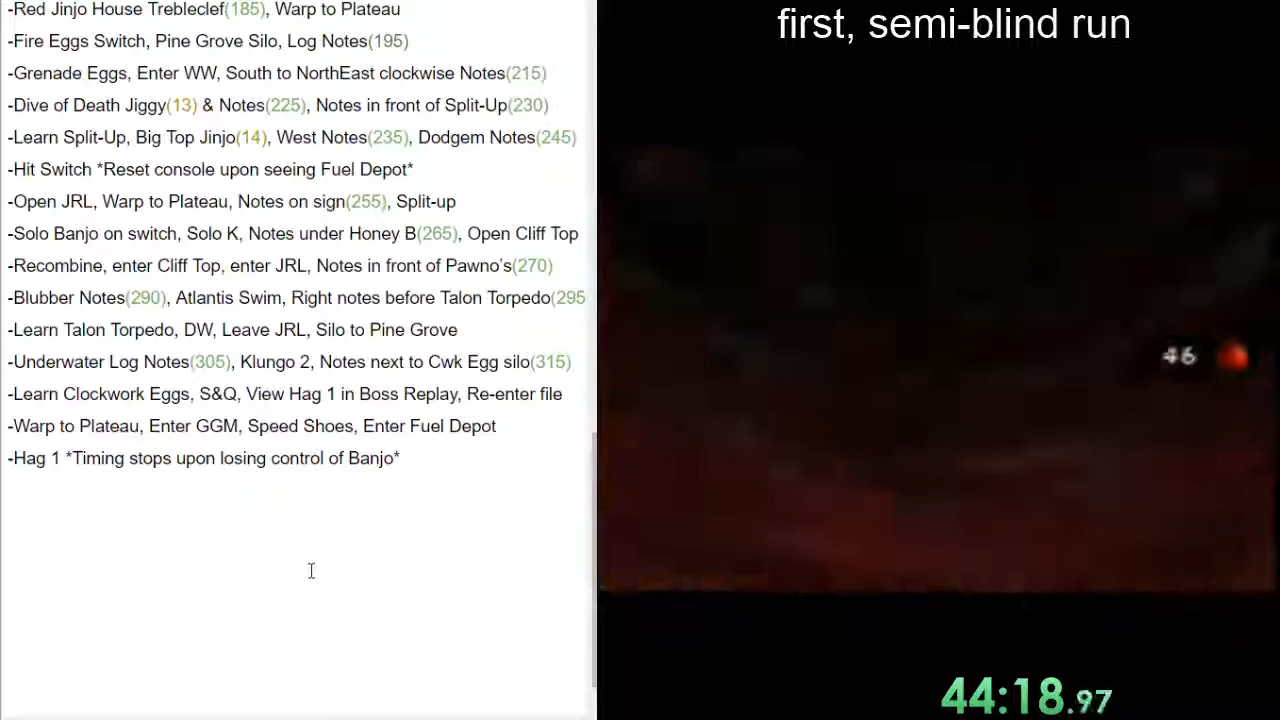 -Red Jinjo House Trebleclef(185), Warp to Plateau
-Fire Eggs Switch, Pine Grove Silo, Log Notes(195)
-Grenade Eggs, Enter WW, South to NorthEast clockwise Notes(215)
-Dive of Death Jiggy(13) & Notes(225), Notes in front of Split-Up(230)
-Learn Split-Up, Big Top Jinjo(14), West Notes(235), Dodgem Notes(245)
-Hit Switch *Reset console upon seeing Fuel Depot*
-Open JRL, Warp to Plateau, Notes on sign(255), Split-up
-Solo Banjo on switch, Solo K, Notes under Honey B(265), Open Cliff Top
-Recombine, enter Cliff Top, enter JRL, Notes in front of Pawno's(270)
-Blubber Notes(290), Atlantis Swim, Right notes before Talon Torpedo(295
-Learn Talon Torpedo, DW, Leave JRL, Silo to Pine Grove
-Underwater Log Notes(305), Klungo 2, Notes next to Cwk Egg silo(315)
-Learn Clockwork Eggs, S&Q, View Hag 1 in Boss Replay, Re-enter file
-Warp to Plateau, Enter GGM, Speed Shoes, Enter Fuel Depot
-Hag 1 *Timing stops upon losing control of Banjo*
first, semi-blind run
46
44:18.97